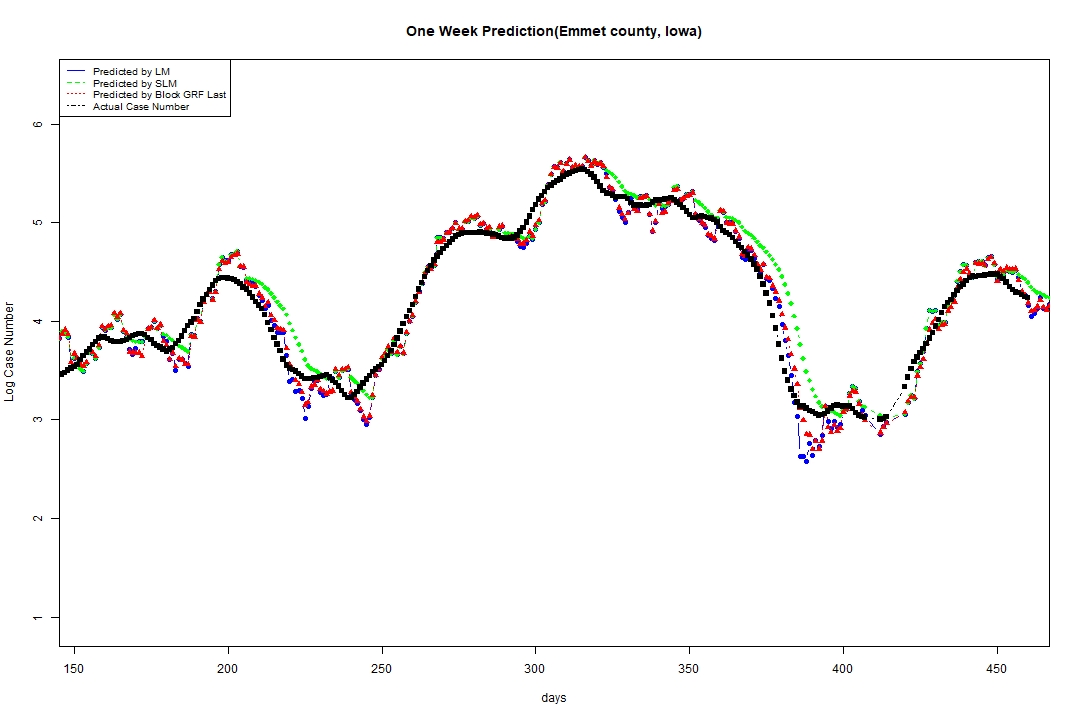 One Week Prediction(Emmet county, Iowa)
Predicted by LM
Predicted by SLM
Predicted by Block GRF Last
Actual Case Number
Log Case Number
6
5
4
3
2
1
150 200 250 300 350 400 450
days